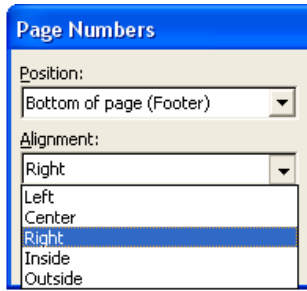 Page Numbers
Position:
Bottom of page (Footer)
Alignment:
Right
Left
Center
Right
Inside
Outside